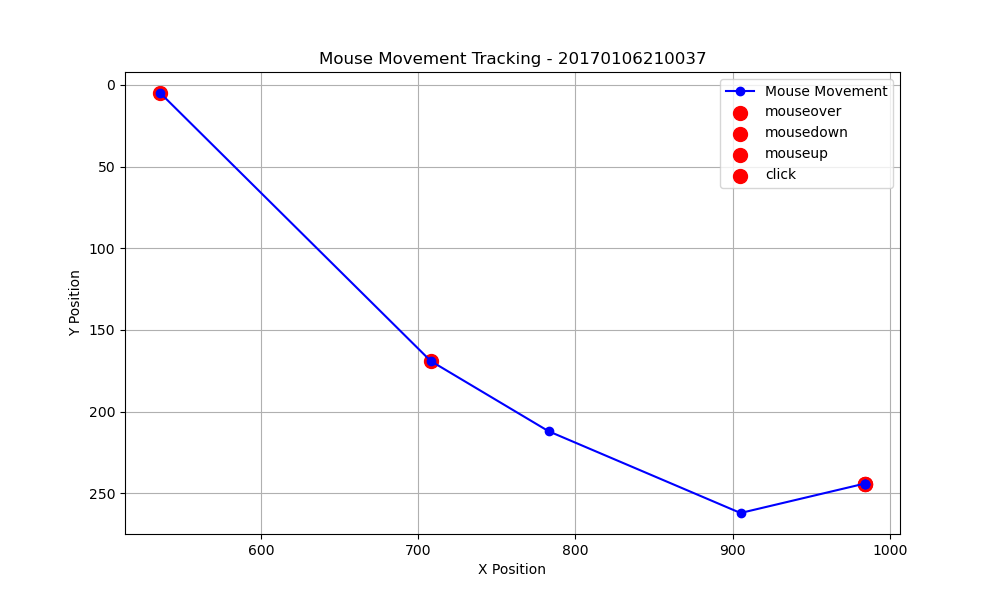 Mouse Movement Tracking - 20170106210037
Mouse Movement
mouseover
mousedown
mouseup
click
Y Position
0
50
100
150
200
250
600
700
800
900
1000
X Position